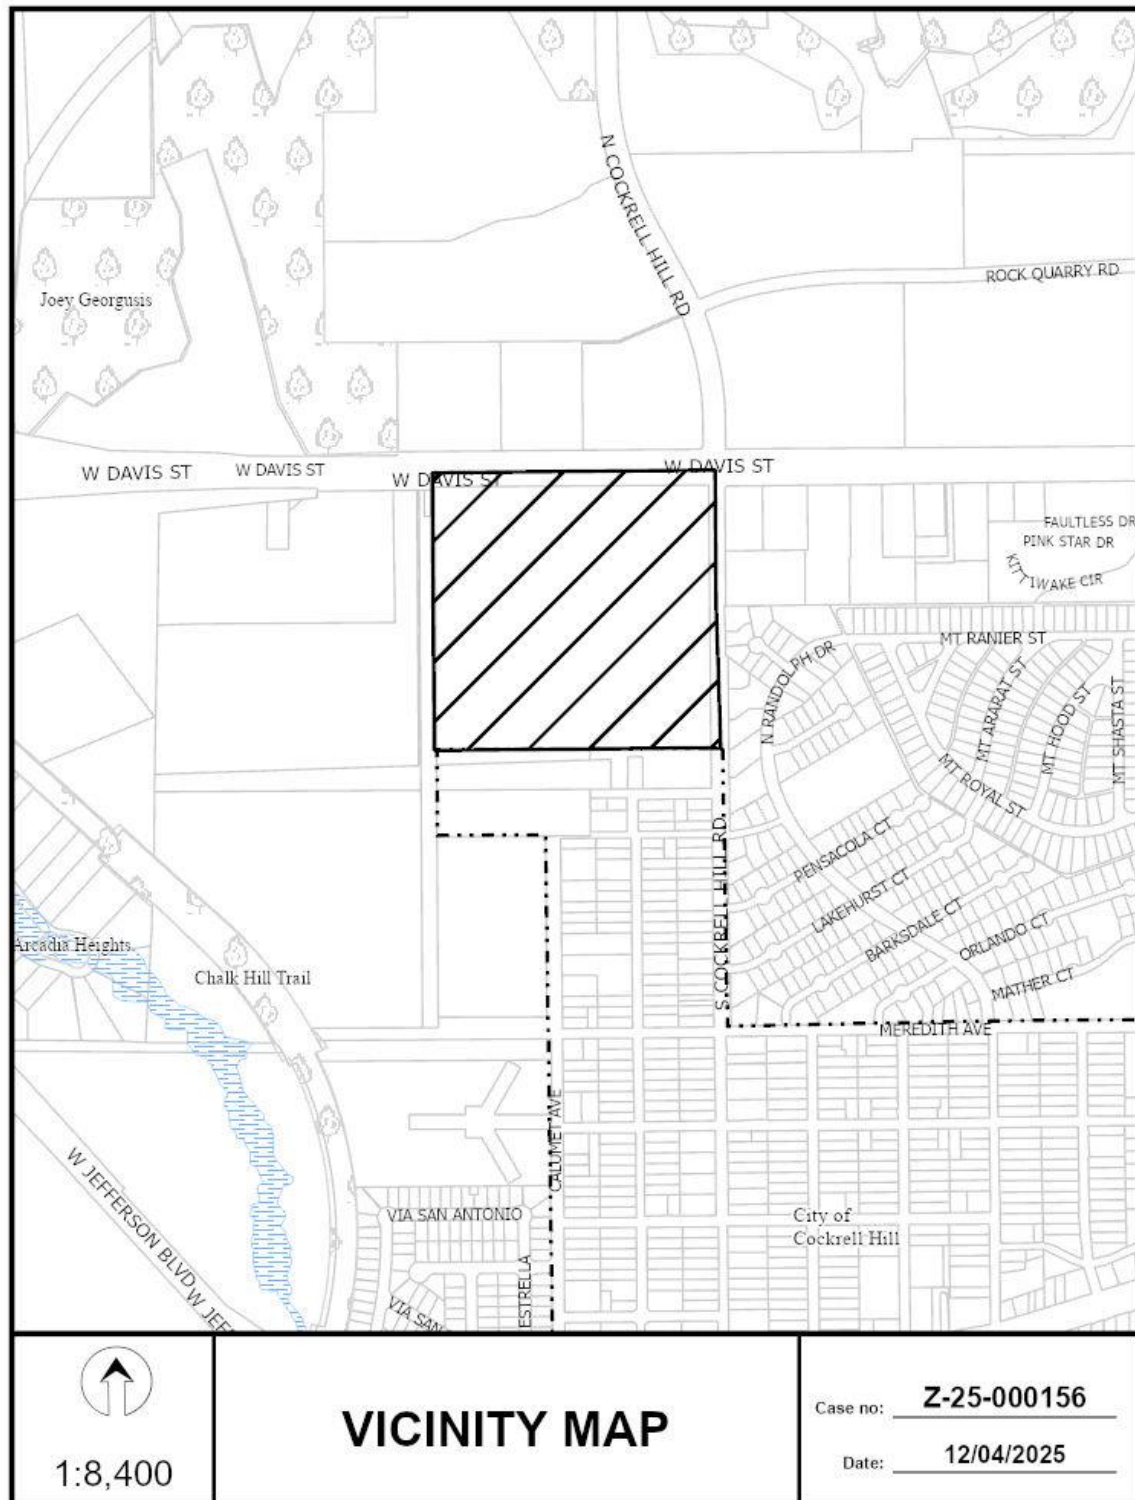 N COCKRELL HILL RD
ROCK QUARRY RD
Joey Georgusis
W DAVIS ST
W DAVIS ST
W DAVIS ST
W DAVIS ST
FAULTLESS DR
PINK STAR DR
KITTIWAKE CIR
MT RANIER ST
N RANDOLPH DR
MT ARARAT ST
MT HOOD ST
MT SHASTA ST
MT ROYAL ST
PENSACOLA CT
LAKEHURST CT
BARKSDALE CT
ORLANDO CT
MATHER CT
S COCKRELL HILL RD
Arcadia Heights
Chalk Hill Trail
MEREDITH AVE
CALUMET AVE
W JEFFERSON BLVD
W JEF
VIA SAN ANTONIO
City of
Cockrell Hill
ESTRELLA
VIA SAN
1:8,400
VICINITY MAP
Case no: Z-25-000156
Date: 12/04/2025